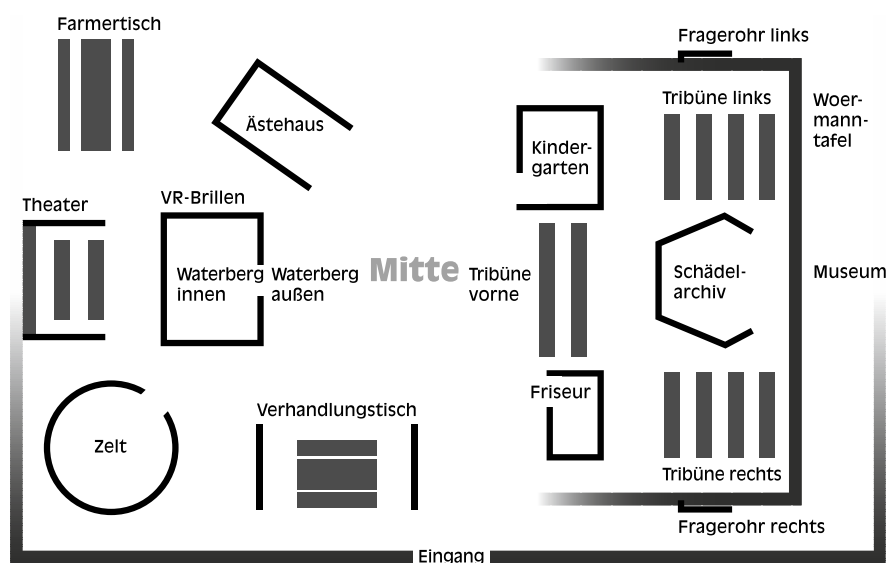 Farmertisch
Fragerohr links
Ästehaus
Tribüne links
Woer-
mann-
tafel
Kinder-
garten
Theater
VR-Brillen
Waterberg
innen
Waterberg
außen
Mitte
Tribüne
vorne
Schädel-
archiv
Museum
Friseur
Verhandlungstisch
Zelt
Tribüne rechts
Fragerohr rechts
Eingang